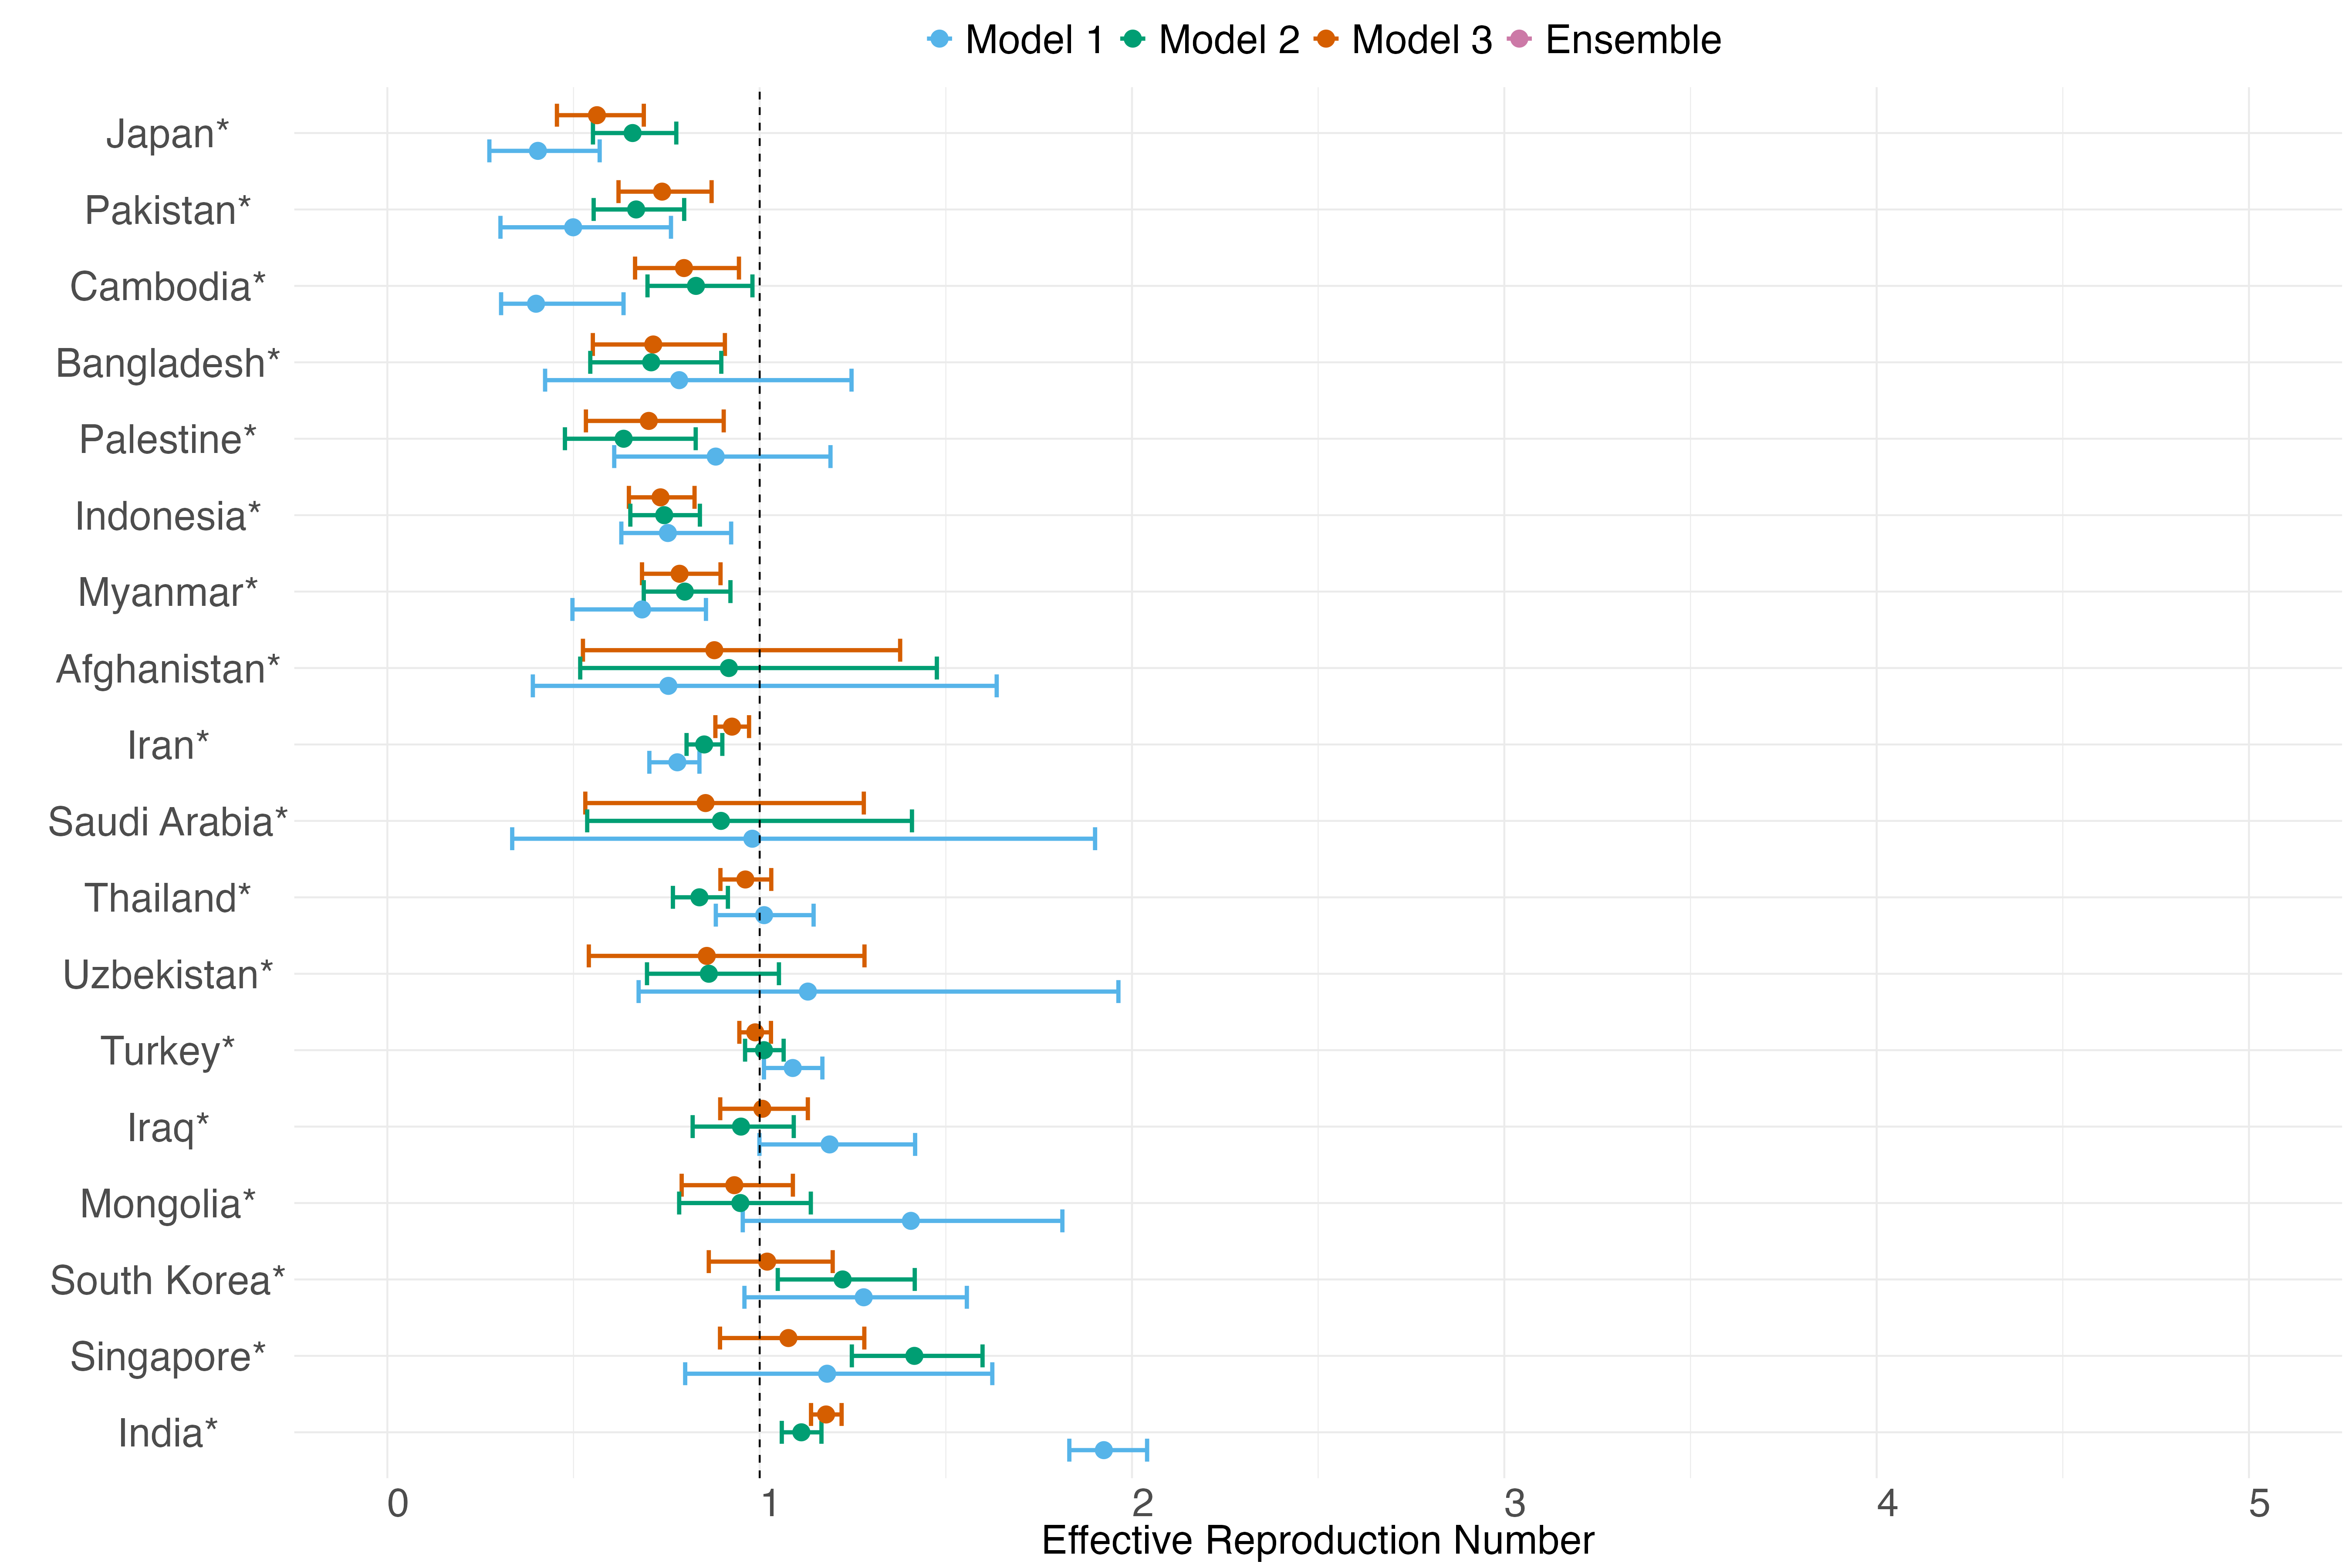 Model 1 Model 2 Model 3 Ensemble
Japan*
Pakistan*
Cambodia*
Bangladesh*
Palestine*
Indonesia*
Myanmar*
Afghanistan*
Iran*
Saudi Arabia*
Thailand*
Uzbekistan*
Turkey*
Iraq*
Mongolia*
South Korea*
Singapore*
India*
0 1 2 3 4 5
Effective Reproduction Number